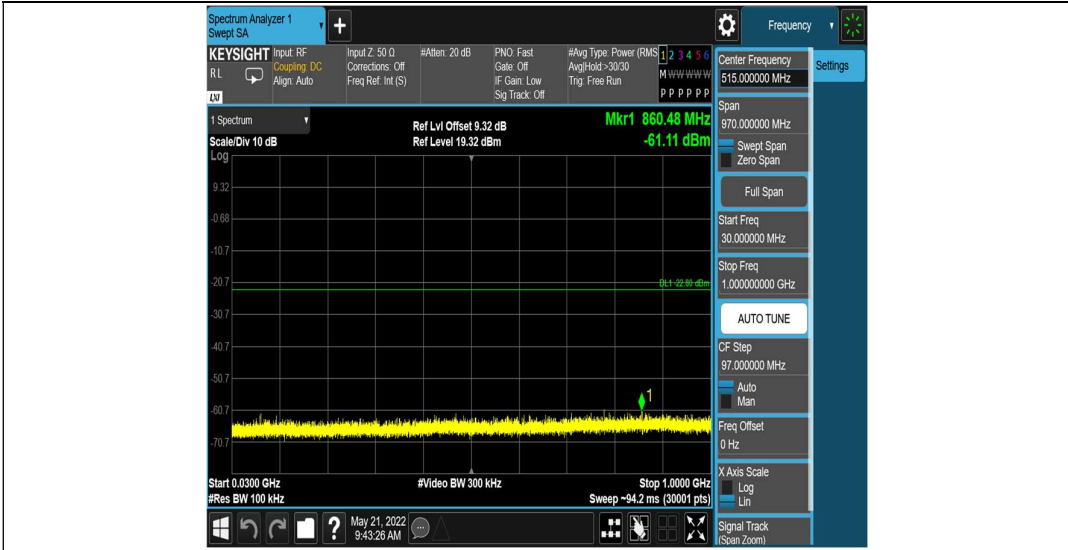 Spectrum Analyzer 1
Swept SA
+
Frequency
KEYSIGHT
RL
LXI
Input: RF
Coupling: DC
Align: Auto
Input Z: 50 Ω
Corrections: Off
Freq Ref: Int (S)
#Atten: 20 dB
PNO: Fast
Gate: Off
IF Gain: Low
Sig Track: Off
#Avg Type: Power (RMS
Avg|Hold:>30/30
Trig: Free Run
1 2 3 4 5 6
M W W W W W
P P P P P P
Center Frequency
515.000000 MHz
Settings
Span
970.000000 MHz
Swept Span
Zero Span
Full Span
Start Freq
30.000000 MHz
Stop Freq
1.000000000 GHz
AUTO TUNE
CF Step
97.000000 MHz
Auto
Man
Freq Offset
0 Hz
X Axis Scale
Log
Lin
Signal Track
(Span Zoom)
1 Spectrum
Scale/Div 10 dB
Log
Ref Lvl Offset 9.32 dB
Ref Level 19.32 dBm
Mkr1 860.48 MHz
-61.11 dBm
9.32
-0.68
-10.7
-20.7
DL1 -22.80 dBm
-30.7
-40.7
-50.7
1
-60.7
-70.7
Start 0.0300 GHz
#Video BW 300 kHz
Stop 1.0000 GHz
#Res BW 100 kHz
Sweep ~94.2 ms (30001 pts)
?
May 21, 2022
9:43:26 AM